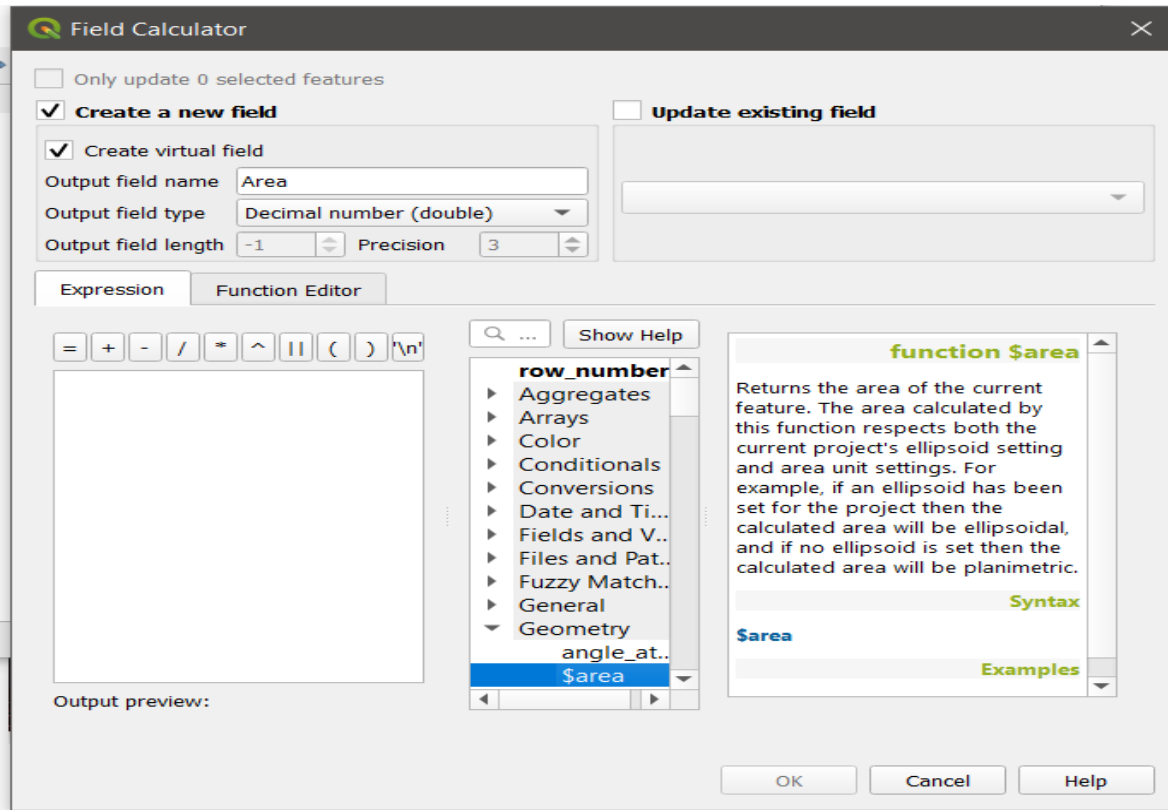 Field Calculator
Only update 0 selected features
Create a new field
Update existing field
Create virtual field
Output field name Area
Output field type Decimal number (double)
Output field length -1 Precision 3
Expression Function Editor
= + - / * ^ || ( ) '\n'
... Show Help
row_number
Aggregates
Arrays
Color
Conditionals
Conversions
Date and Ti...
Fields and V..
Files and Pat..
Fuzzy Match..
General
Geometry
angle_at..
$area
function $area
Returns the area of the current
feature. The area calculated by
this function respects both the
current project's ellipsoid setting
and area unit settings. For
example, if an ellipsoid has been
set for the project then the
calculated area will be ellipsoidal,
and if no ellipsoid is set then the
calculated area will be planimetric.
Syntax
$area
Examples
Output preview:
OK Cancel Help